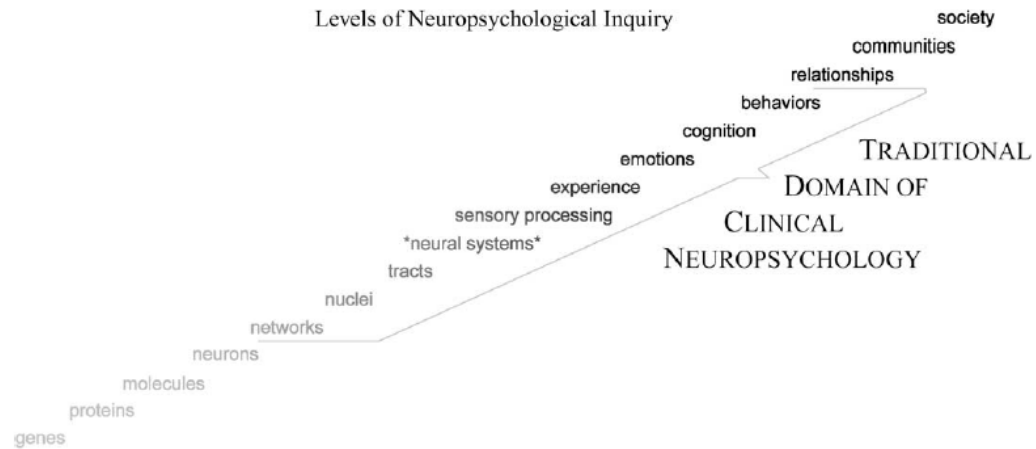 Levels of Neuropsychological Inquiry
society
communities
relationships
behaviors
cognition
emotions
experience
sensory processing
*neural systems*
tracts
nuclei
networks
neurons
molecules
proteins
genes
TRADITIONAL
DOMAIN OF
CLINICAL
NEUROPSYCHOLOGY